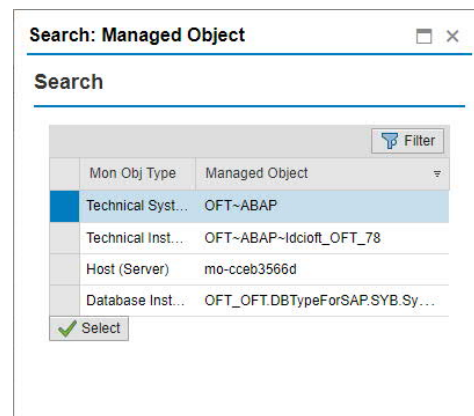 Search: Managed Object
Search
Filter
Mon Obj Type Managed Object
Technical Syst... OFT~ABAP
Technical Inst... OFT~ABAP~ldcioft_OFT_78
Host (Server) mo-cceb3566d
Database Inst... OFT_OFT.DBTypeForSAP.SYB.Sy...
Select